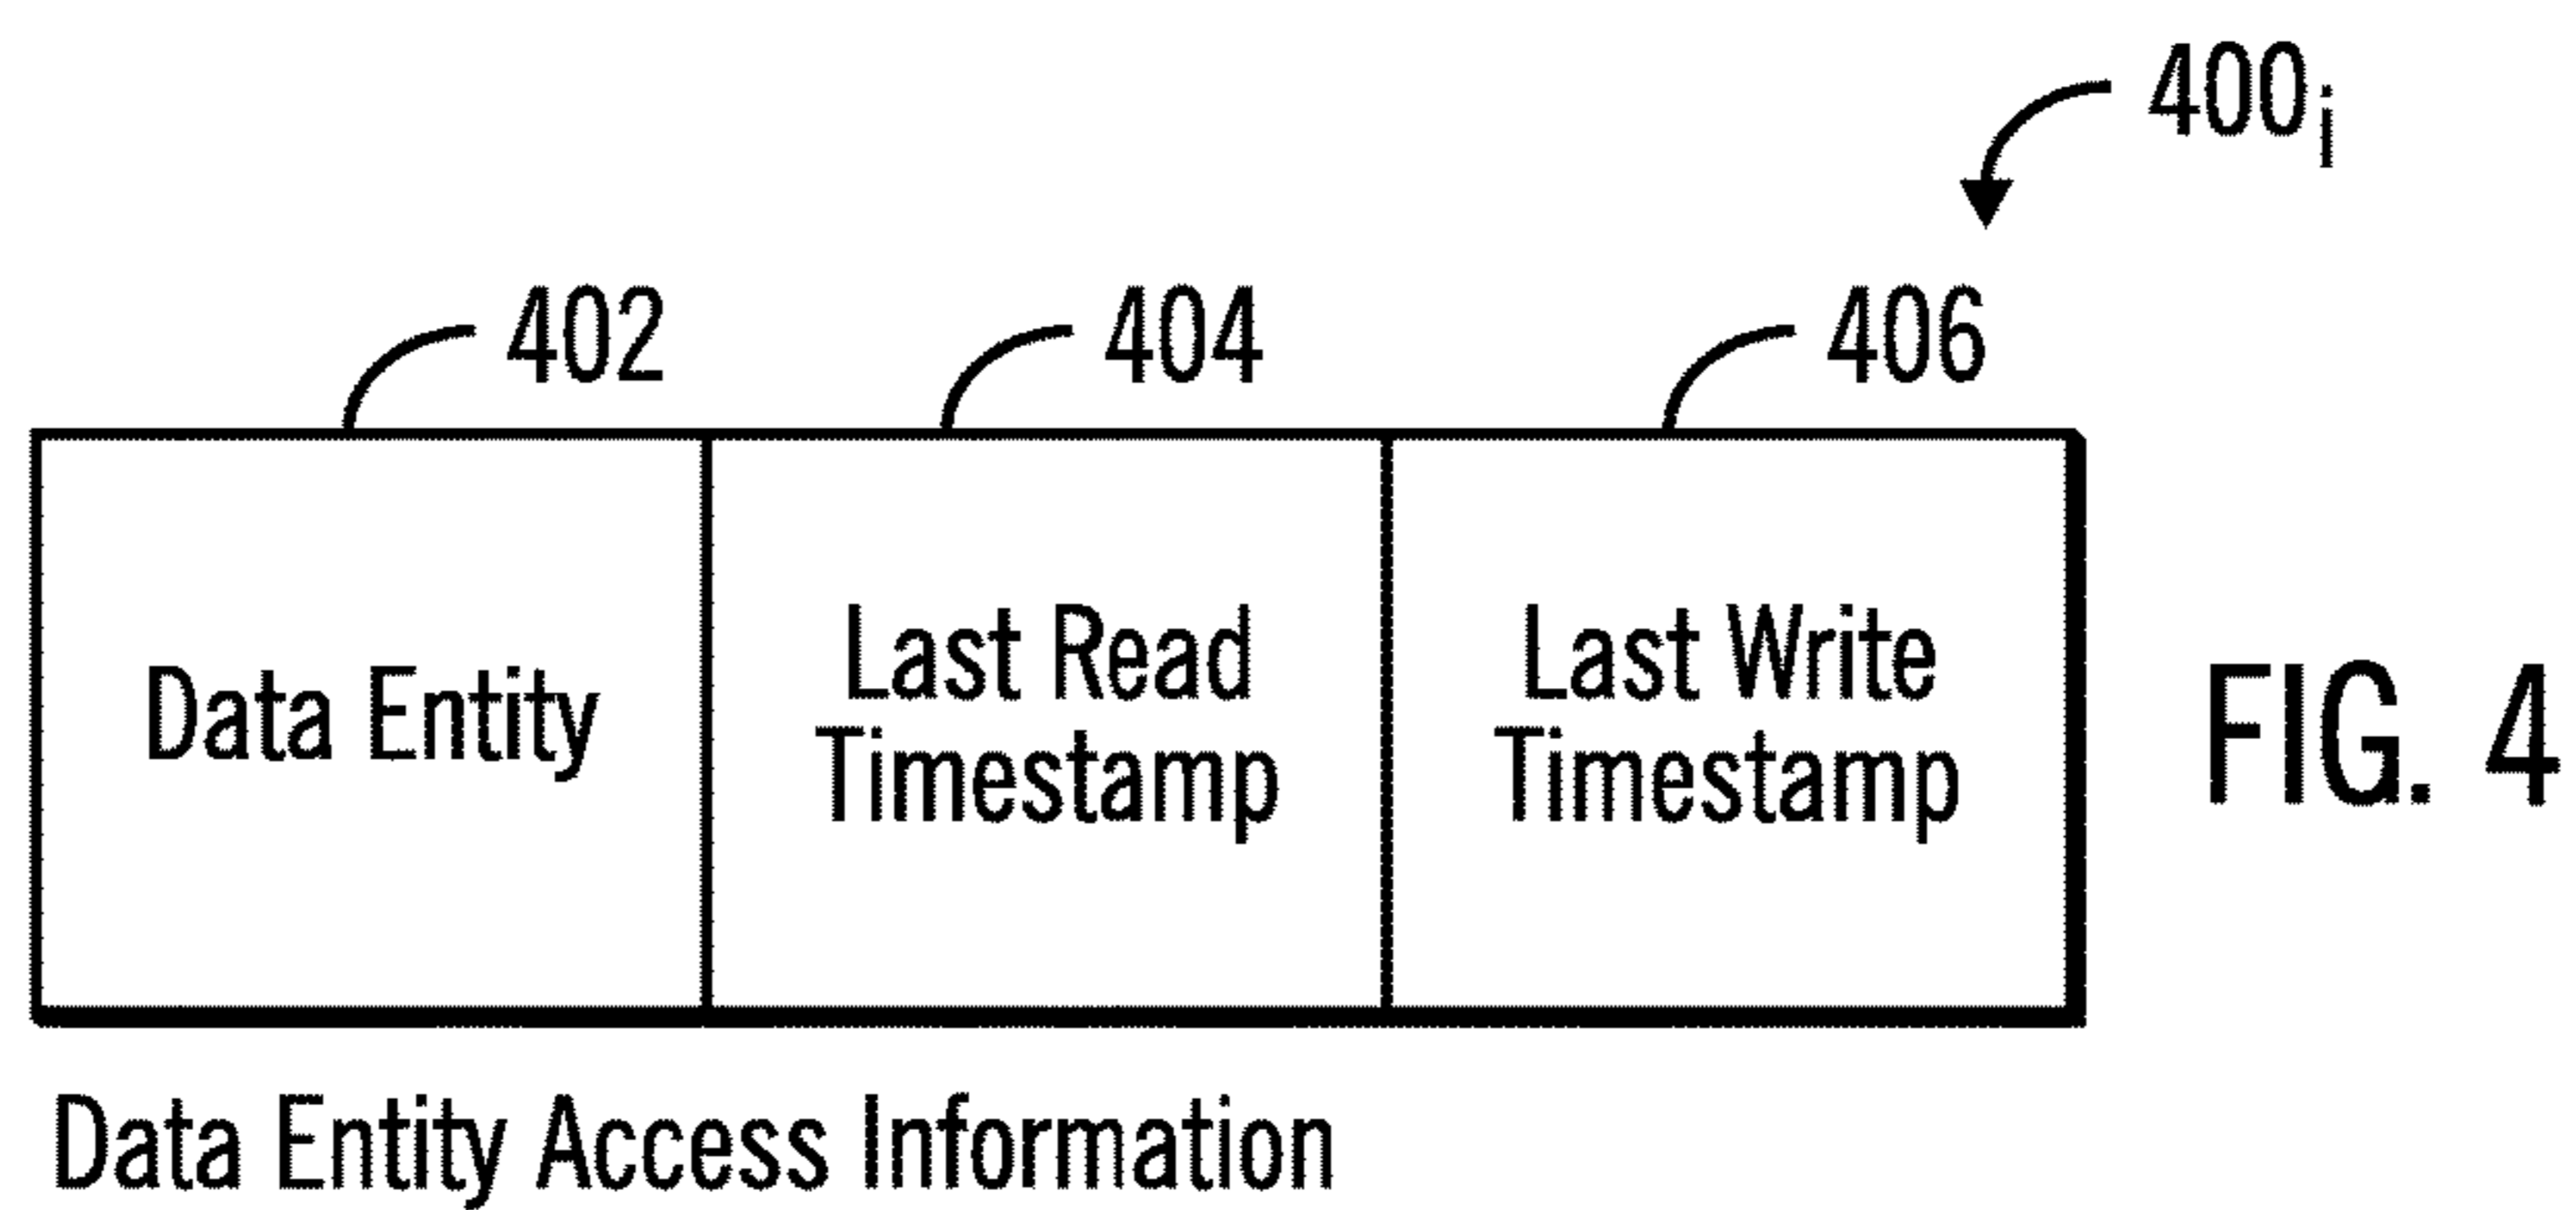 400i
402
404
406
Data Entity
Last Read
Timestamp
Last Write
Timestamp
FIG. 4
Data Entity Access Information